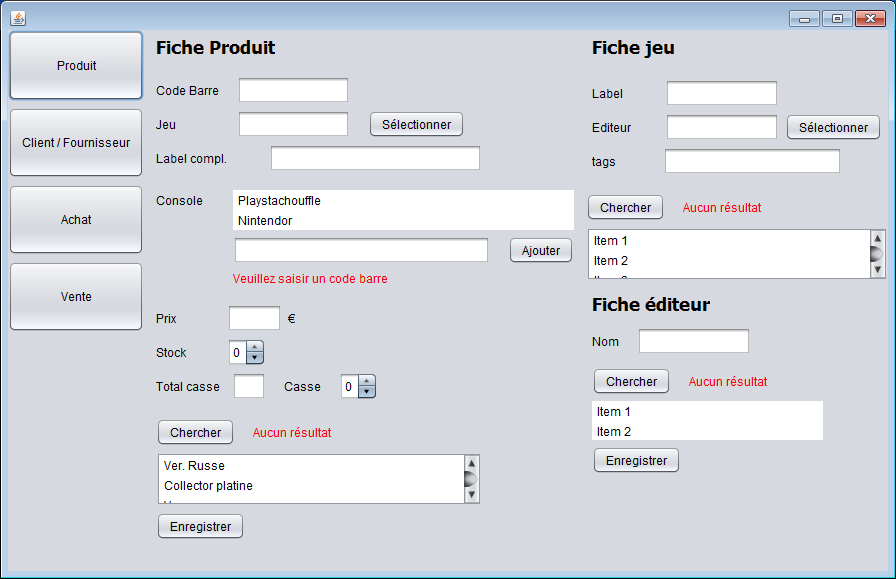 Produit
Client / Fournisseur
Achat
Vente
Fiche Produit
Code Barre
Jeu Sélectionner
Label compl.
Console Playstachouffle
Nintendor
Ajouter
Veuillez saisir un code barre
Prix €
Stock 0
Total casse Casse 0
Chercher Aucun résultat
Ver. Russe
Collector platine
Enregistrer
Fiche jeu
Label
Editeur Sélectionner
tags
Chercher Aucun résultat
Item 1
Item 2
Fiche éditeur
Nom
Chercher Aucun résultat
Item 1
Item 2
Enregistrer